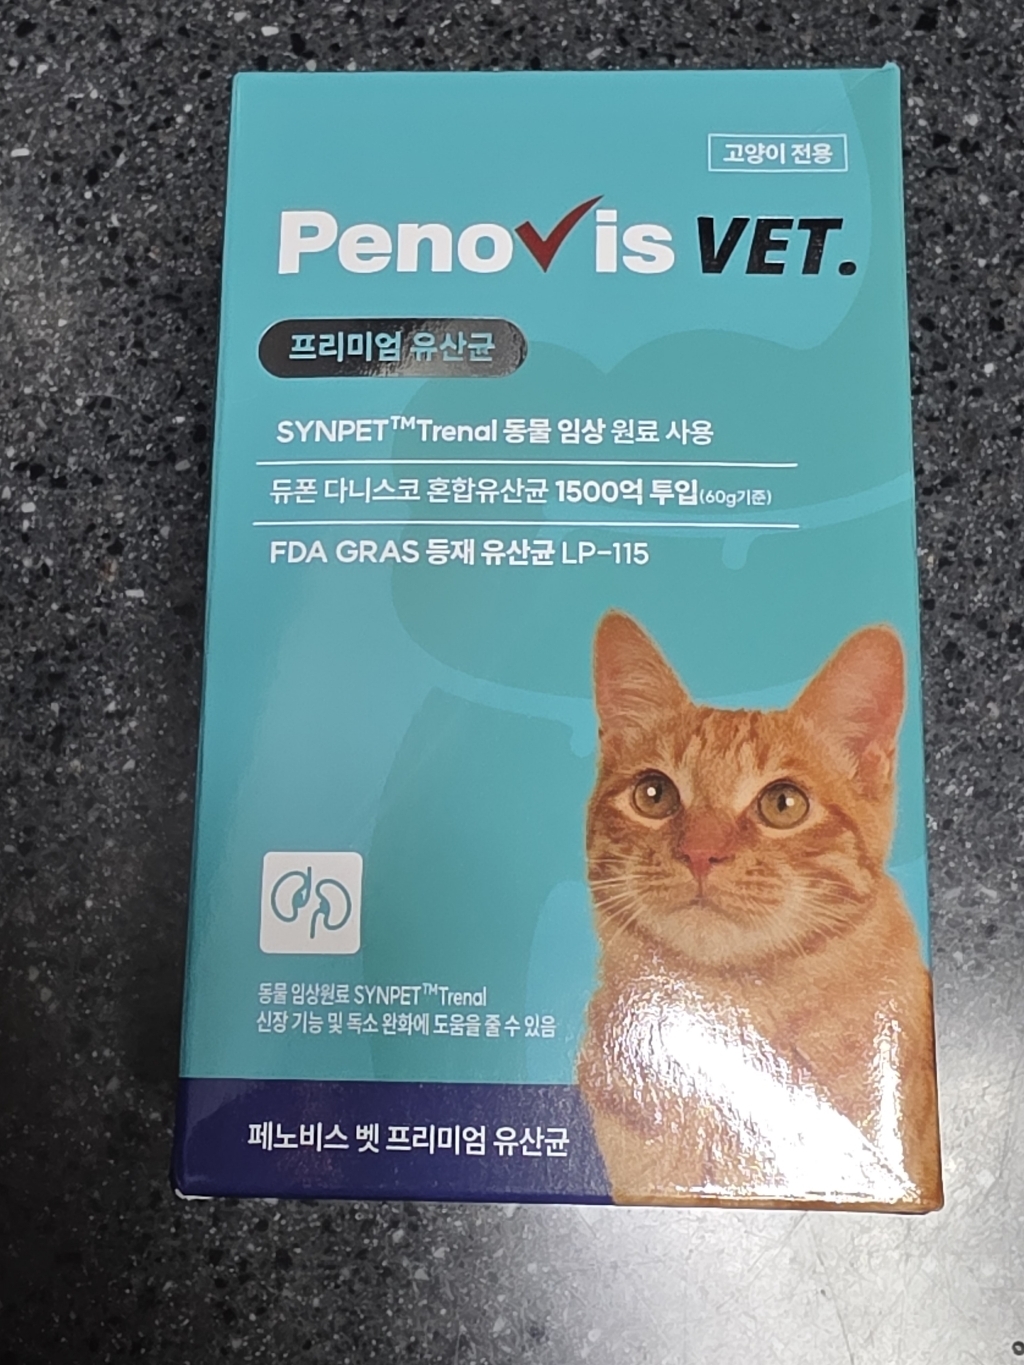 고양이 전용
Penovis VET.
프리미엄 유산균
SYNPET™Trenal 동물 임상 원료 사용
듀폰 다니스코 혼합유산균 1500억 투입(60g기준)
FDA GRAS 등재 유산균 LP-115
동물 임상원료 SYNPET™Trenal
신장 기능 및 독소 완화에 도움을 줄 수 있음
페노비스 벳 프리미엄 유산균